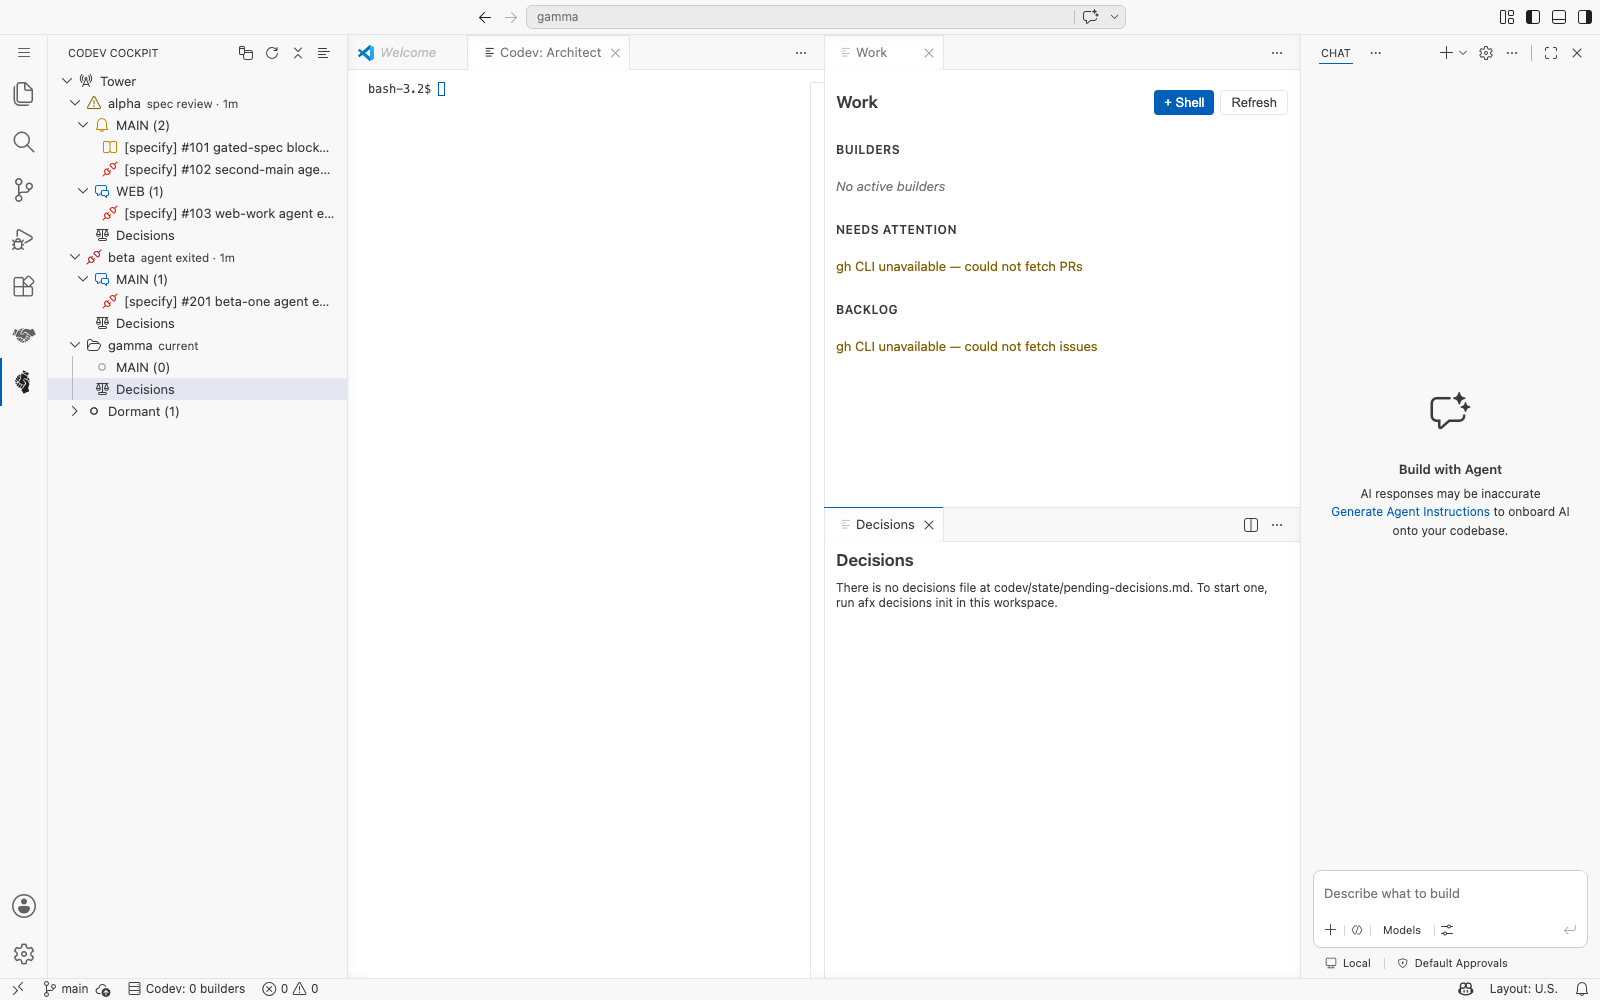 gamma
CODEV COCKPIT
Tower
alpha spec review · 1m
MAIN (2)
[specify] #101 gated-spec block...
[specify] #102 second-main age...
WEB (1)
[specify] #103 web-work agent e...
Decisions
beta agent exited · 1m
MAIN (1)
[specify] #201 beta-one agent e...
Decisions
gamma current
MAIN (0)
Decisions
Dormant (1)
Welcome
Codev: Architect
bash-3.2$
Work
Work
+ Shell
Refresh
BUILDERS
No active builders
NEEDS ATTENTION
gh CLI unavailable — could not fetch PRs
BACKLOG
gh CLI unavailable — could not fetch issues
Decisions
Decisions
There is no decisions file at codev/state/pending-decisions.md. To start one,
run afx decisions init in this workspace.
CHAT
Build with Agent
AI responses may be inaccurate
Generate Agent Instructions to onboard AI
onto your codebase.
Describe what to build
Models
Local
Default Approvals
main
Codev: 0 builders
0
0
Layout: U.S.